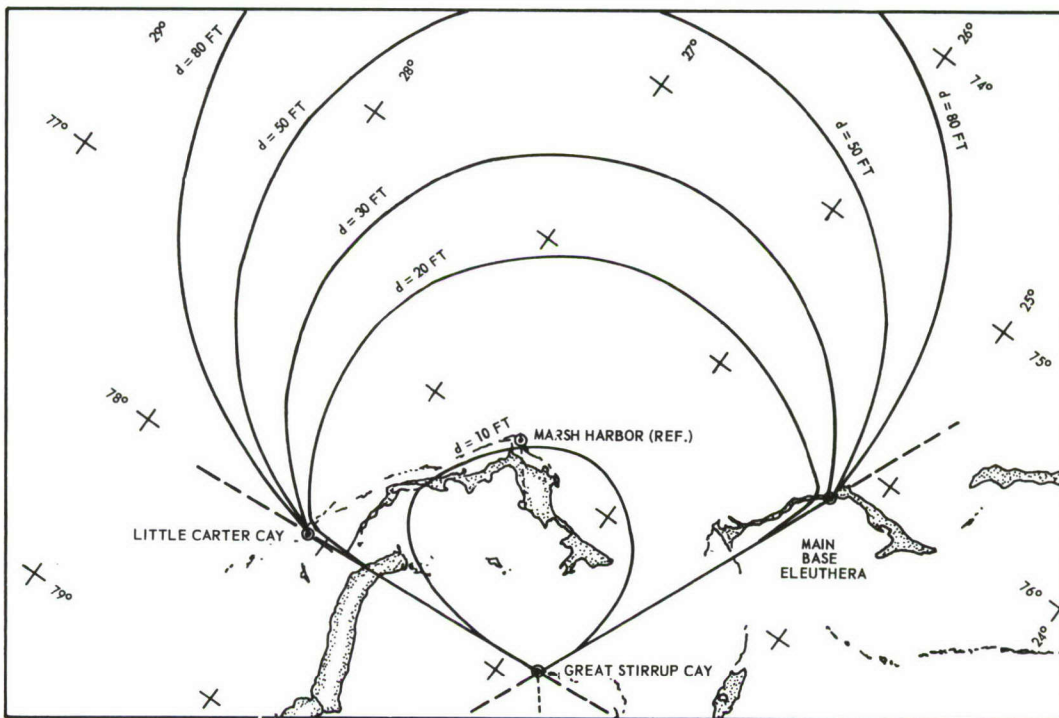 29°
d = 80 FT
28°
27°
26°
74°
d = 80 FT
d = 50 FT
d = 50 FT
77°
d = 30 FT
d = 20 FT
25°
75°
78°
d = 10 FT
MARSH HARBOR (REF.)
LITTLE CARTER CAY
MAIN
BASE
ELEUTHERA
79°
76°
24°
GREAT STIRRUP CAY